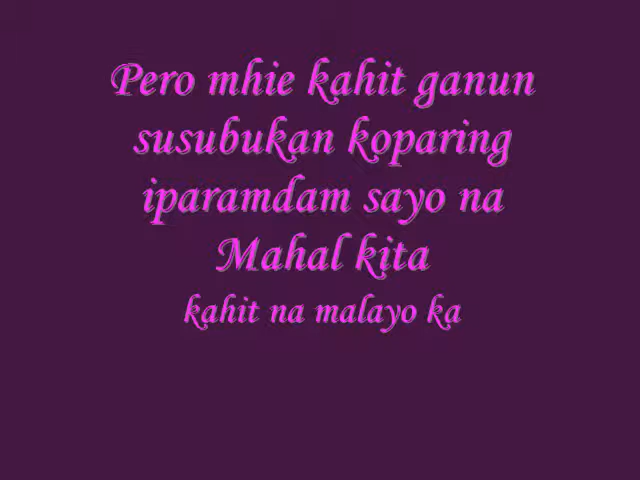 Pero mhie kahit ganun
susubukan koparing
iparamdam sayo na
Mahal kita
kahit na malayo ka